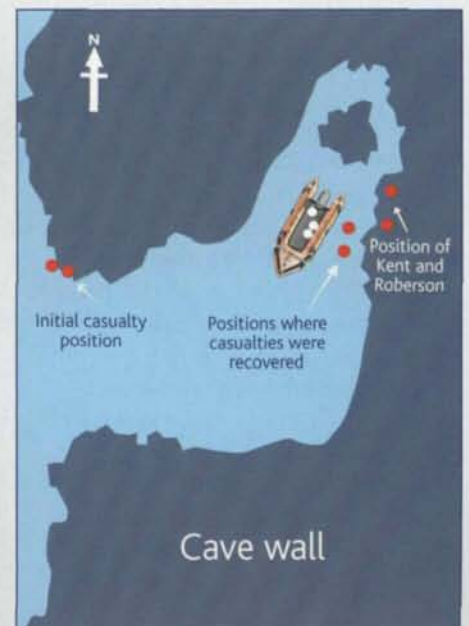 N
Initial casualty
position
Positions where
casualties were
recovered
Position of
Kent and
Roberson
Cave wall